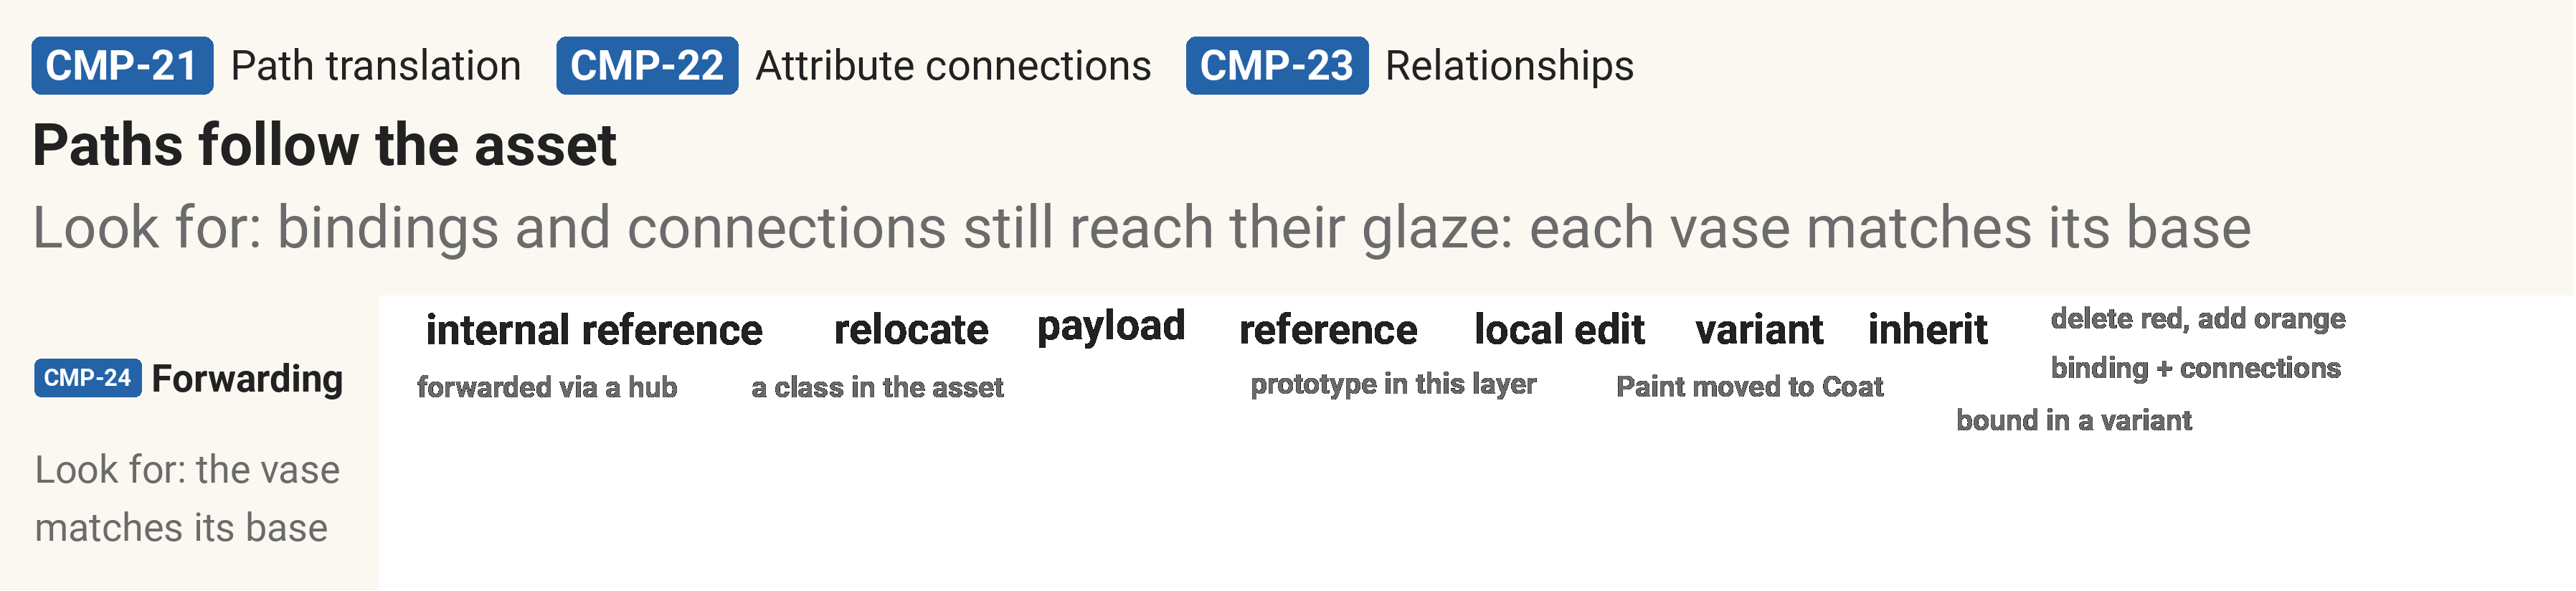 CMP-21 Path translation CMP-22 Attribute connections CMP-23 Relationships
Paths follow the asset
Look for: bindings and connections still reach their glaze: each vase matches its base
CMP-24 Forwarding
Look for: the vase
matches its base
internal reference relocate payload reference local edit variant inherit
forwarded via a hub a class in the asset prototype in this layer Paint moved to Coat
delete red, add orange
binding + connections
bound in a variant